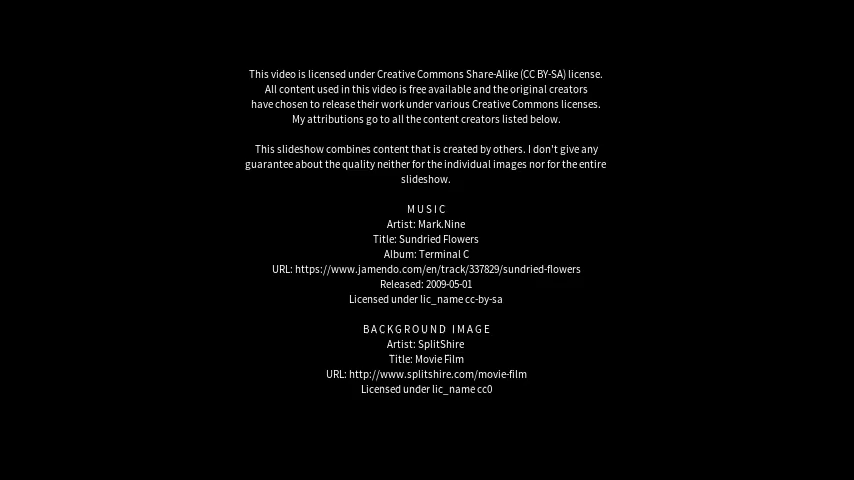 This video is licensed under Creative Commons Share-Alike (CC BY-SA) license.
All content used in this video is free available and the original creators
have chosen to release their work under various Creative Commons licenses.
My attributions go to all the content creators listed below.
This slideshow combines content that is created by others. I don't give any
guarantee about the quality neither for the individual images nor for the entire
slideshow.
MUSIC
Artist: Mark.Nine
Title: Sundried Flowers
Album: Terminal C
URL: https://www.jamendo.com/en/track/337829/sundried-flowers
Released: 2009-05-01
Licensed under lic_name cc-by-sa
BACKGROUND IMAGE
Artist: SplitShire
Title: Movie Film
URL: http://www.splitshire.com/movie-film
Licensed under lic_name cc0